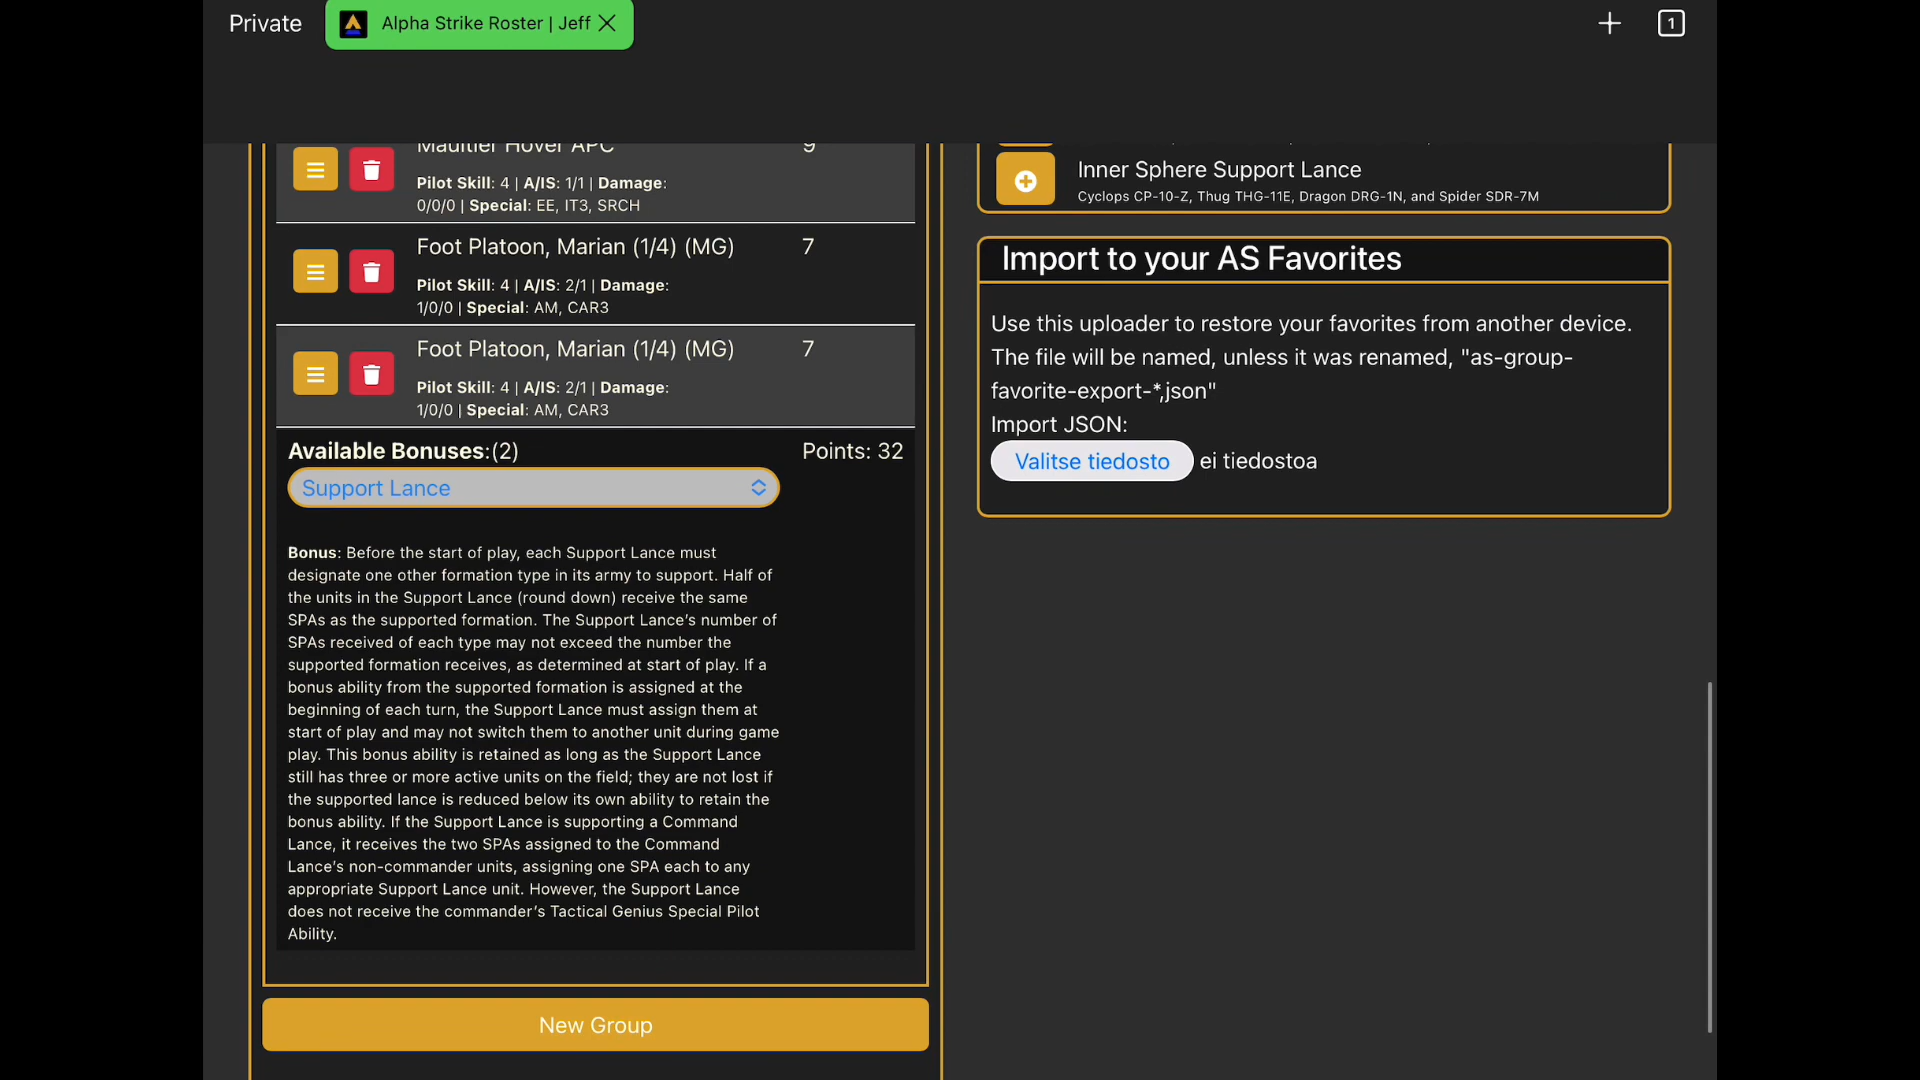 Private
Alpha Strike Roster | Jeff
1
Maultier Hover APC 9
Pilot Skill: 4 | A/IS: 1/1 | Damage:
0/0/0 | Special: EE, IT3, SRCH
Foot Platoon, Marian (1/4) (MG) 7
Pilot Skill: 4 | A/IS: 2/1 | Damage:
1/0/0 | Special: AM, CAR3
Foot Platoon, Marian (1/4) (MG) 7
Pilot Skill: 4 | A/IS: 2/1 | Damage:
1/0/0 | Special: AM, CAR3
Available Bonuses:(2) Points: 32
Support Lance
Bonus: Before the start of play, each Support Lance must
designate one other formation type in its army to support. Half of
the units in the Support Lance (round down) receive the same
SPAs as the supported formation. The Support Lance's number of
SPAs received of each type may not exceed the number the
supported formation receives, as determined at start of play. If a
bonus ability from the supported formation is assigned at the
beginning of each turn, the Support Lance must assign them at
start of play and may not switch them to another unit during game
play. This bonus ability is retained as long as the Support Lance
still has three or more active units on the field; they are not lost if
the supported lance is reduced below its own ability to retain the
bonus ability. If the Support Lance is supporting a Command
Lance, it receives the two SPAs assigned to the Command
Lance's non-commander units, assigning one SPA each to any
appropriate Support Lance unit. However, the Support Lance
does not receive the commander's Tactical Genius Special Pilot
Ability.
New Group
Inner Sphere Support Lance
Cyclops CP-10-Z, Thug THG-11E, Dragon DRG-1N, and Spider SDR-7M
Import to your AS Favorites
Use this uploader to restore your favorites from another device.
The file will be named, unless it was renamed, "as-group-
favorite-export-*,json"
Import JSON:
Valitse tiedosto ei tiedostoa